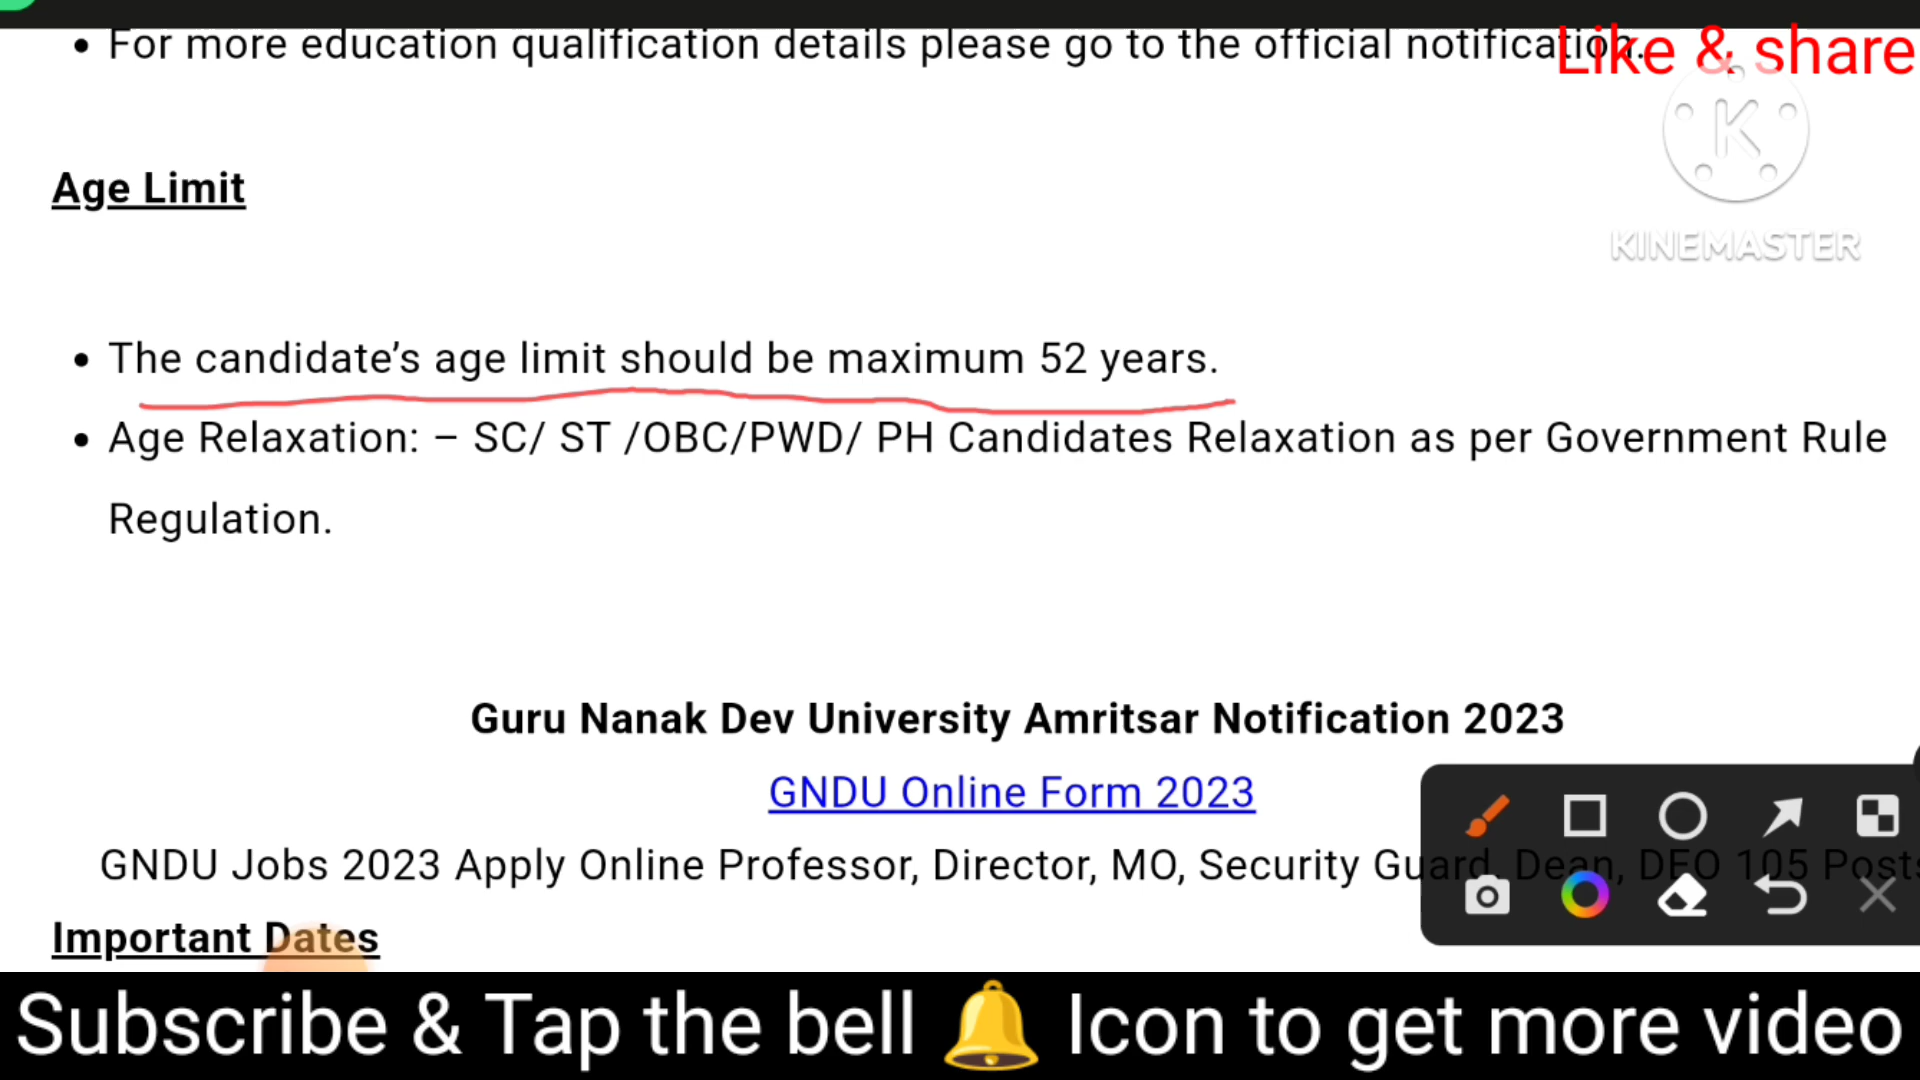 For more education qualification details please go to the official notification.
Like & share
K
KINEMASTER
Age Limit
The candidate’s age limit should be maximum 52 years.
Age Relaxation: – SC/ ST /OBC/PWD/ PH Candidates Relaxation as per Government Rule
Regulation.
Guru Nanak Dev University Amritsar Notification 2023
GNDU Online Form 2023
GNDU Jobs 2023 Apply Online Professor, Director, MO, Security Guard, Dean, DEO 105 Posts
Important Dates
Subscribe & Tap the bell 🔔 Icon to get more video